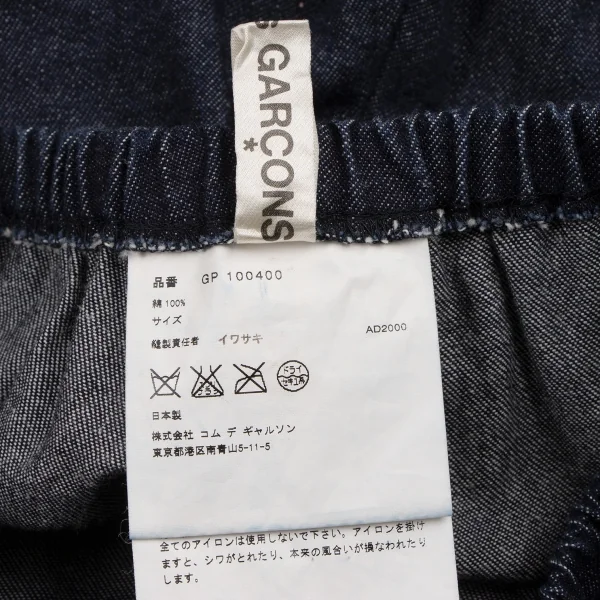 S GARCONS
*
品番 GP 100400
綿 100%
サイズ
縫製責任者 イワサキ AD2000
ドライ
セキユ系
日本製
株式会社 コム デ ギャルソン
東京都港区南青山5-11-5
全てのアイロンは使用しないで下さい。アイロンを掛け
ますと、シワがとれたり、本来の風合いが損なわれたり
します。